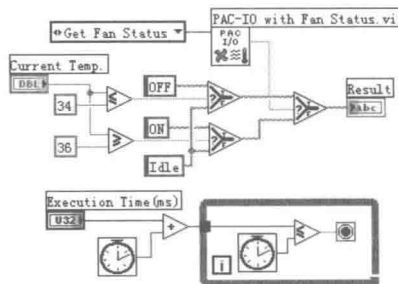 Get Fan Status
PAC-IO with Fan Status.vi
PAC
I/O
Current Temp.
DBL
34
36
OFF
ON
Idle
Result
abc
Execution Time(ms)
U32
i